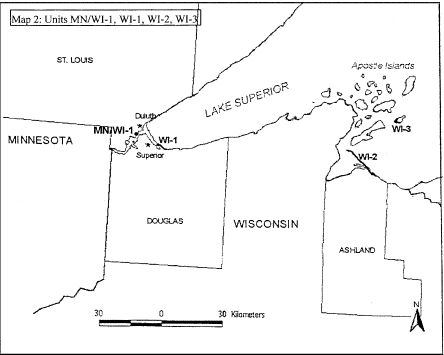 Map 2: Units MN/WI-1, WI-1, WI-2, WI-3
ST. LOUIS
Apostle Islands
LAKE SUPERIOR
Duluth
MN/WI-1
WI-3
MINNESOTA
WI-1
Superior
WI-2
DOUGLAS
WISCONSIN
ASHLAND
N
30 0 30 Kilometers